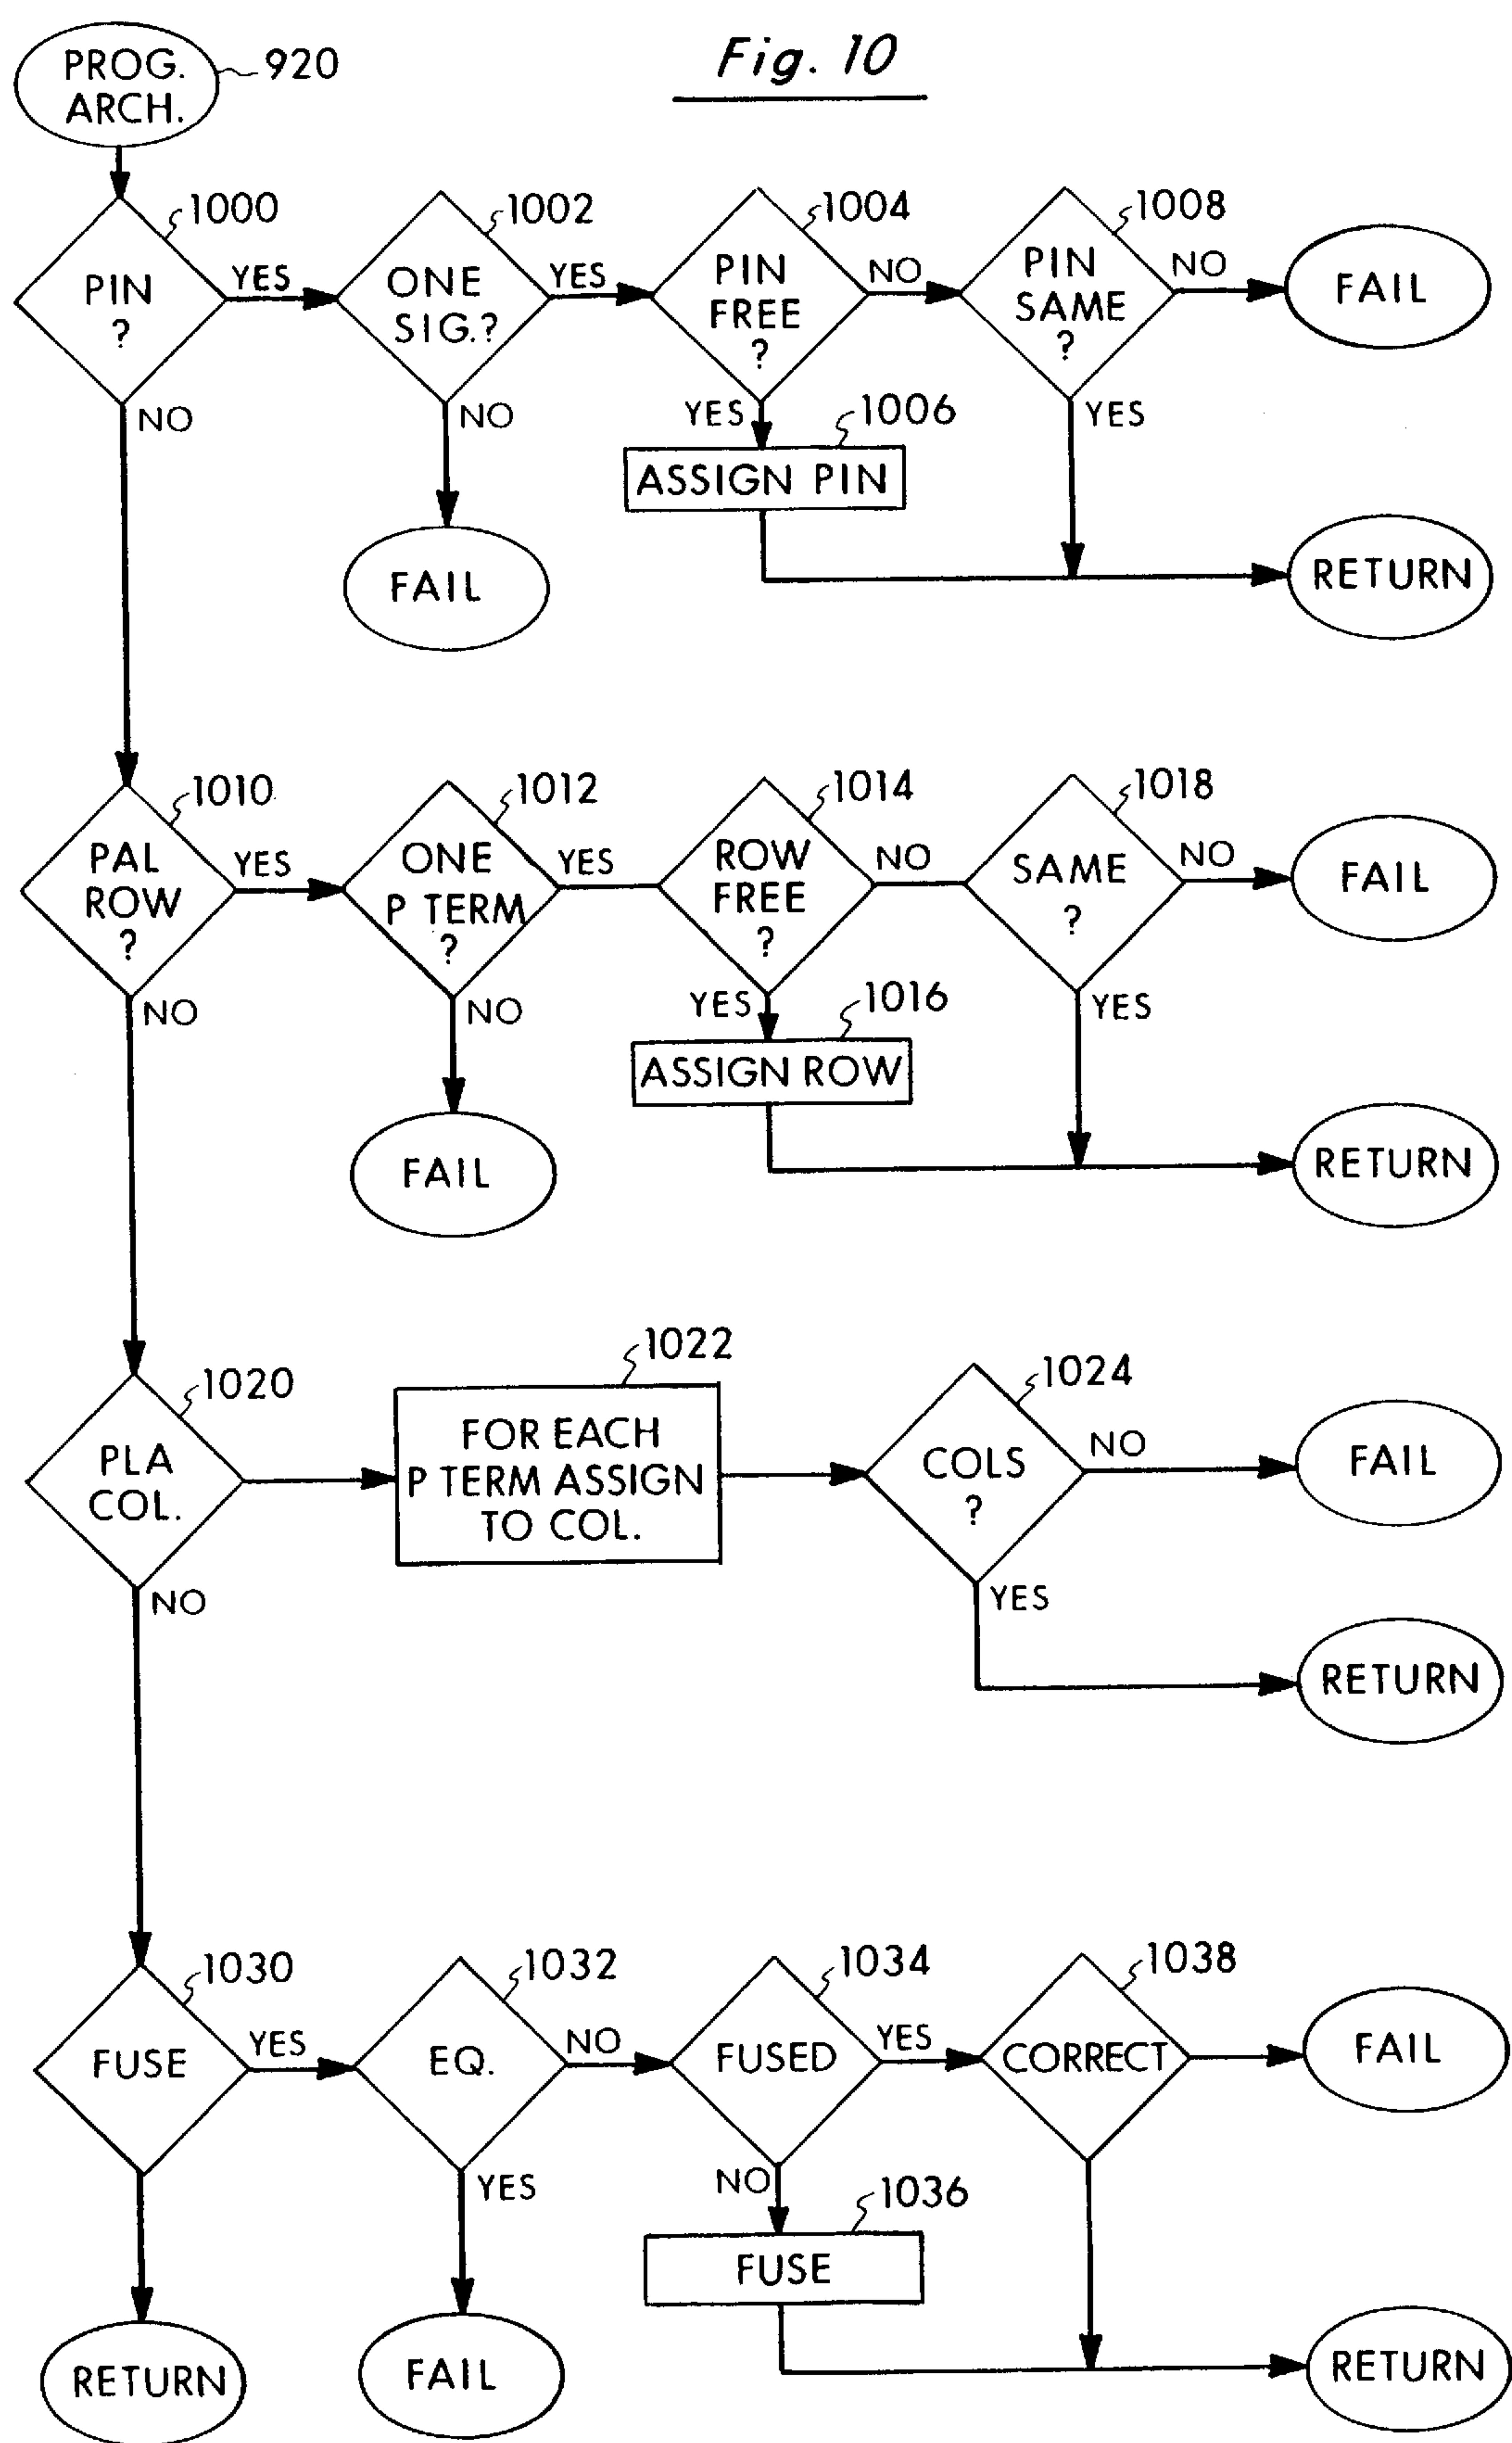 Fig. 10
PROG.
ARCH.
920
1000
PIN
?
YES
NO
1002
ONE
SIG.?
YES
NO
FAIL
1004
PIN
FREE
?
NO
YES
1006
ASSIGN PIN
1008
PIN
SAME
?
NO
YES
FAIL
RETURN
1010
PAL
ROW
?
YES
NO
1012
ONE
P TERM
?
YES
NO
FAIL
1014
ROW
FREE
?
NO
YES
1016
ASSIGN ROW
1018
SAME
?
NO
YES
FAIL
RETURN
1020
PLA
COL.
NO
1022
FOR EACH
P TERM ASSIGN
TO COL.
1024
COLS
?
NO
YES
FAIL
RETURN
1030
FUSE
YES
RETURN
1032
EQ.
NO
YES
FAIL
1034
FUSED
YES
NO
1036
FUSE
1038
CORRECT
FAIL
RETURN